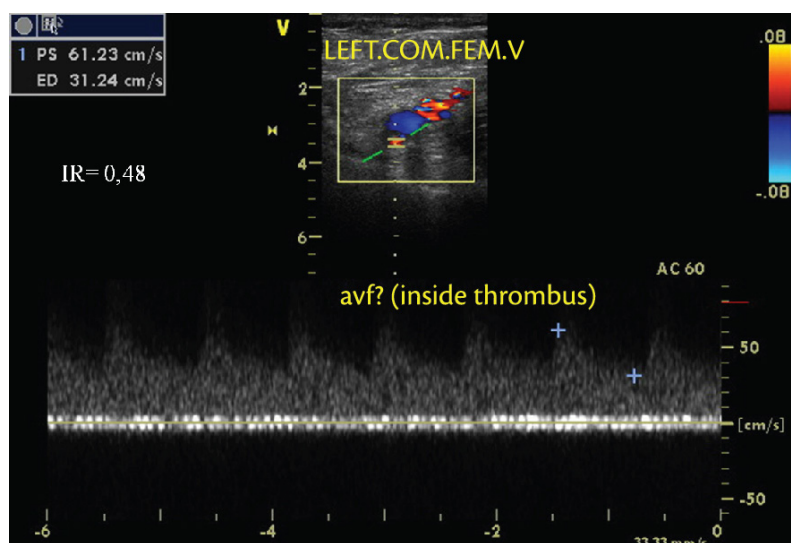 1 PS 61.23 cm/s
ED 31.24 cm/s
V
LEFT.COM.FEM.V
.08
-.08
2
4
6
IR= 0,48
AC 60
avf? (inside thrombus)
50
[cm/s]
-50
-6
-4
-2
0